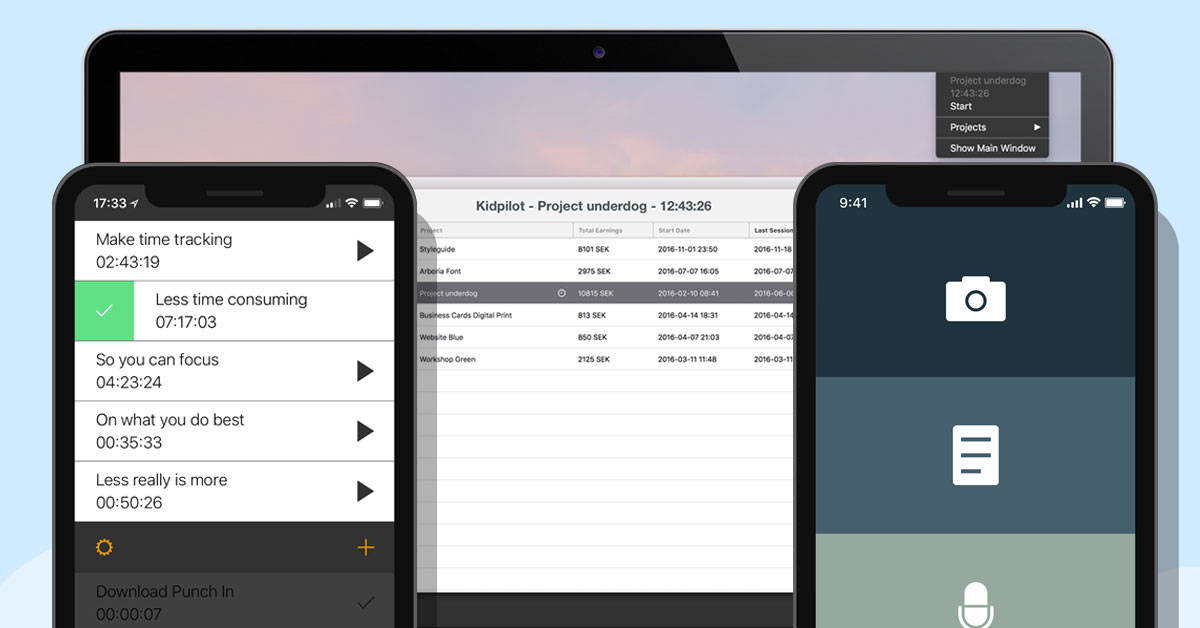 Project underdog
12:43:26
Start
Projects
Show Main Window
17:33
Make time tracking
02:43:19
Less time consuming
07:17:03
So you can focus
04:23:24
On what you do best
00:35:33
Less really is more
00:50:26
Download Punch In
00:00:07
Kidpilot - Project underdog - 12:43:26
Project Total Earnings Start Date Last Session
Styleguide 8101 SEK 2016-11-01 23:50 2016-11-18
Arboria Font 2975 SEK 2016-07-07 16:05 2016-07-07
Project underdog 10815 SEK 2016-02-10 08:41 2016-06-06
Business Cards Digital Print 813 SEK 2016-04-14 18:31 2016-04-14
Website Blue 850 SEK 2016-04-07 21:03 2016-04-07
Workshop Green 2125 SEK 2016-03-11 11:48 2016-03-11
9:41